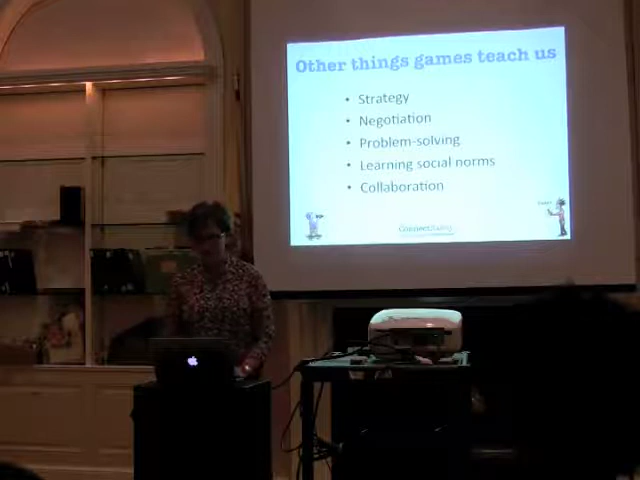 Other things games teach us
• Strategy
• Negotiation
• Problem-solving
• Learning social norms
• Collaboration